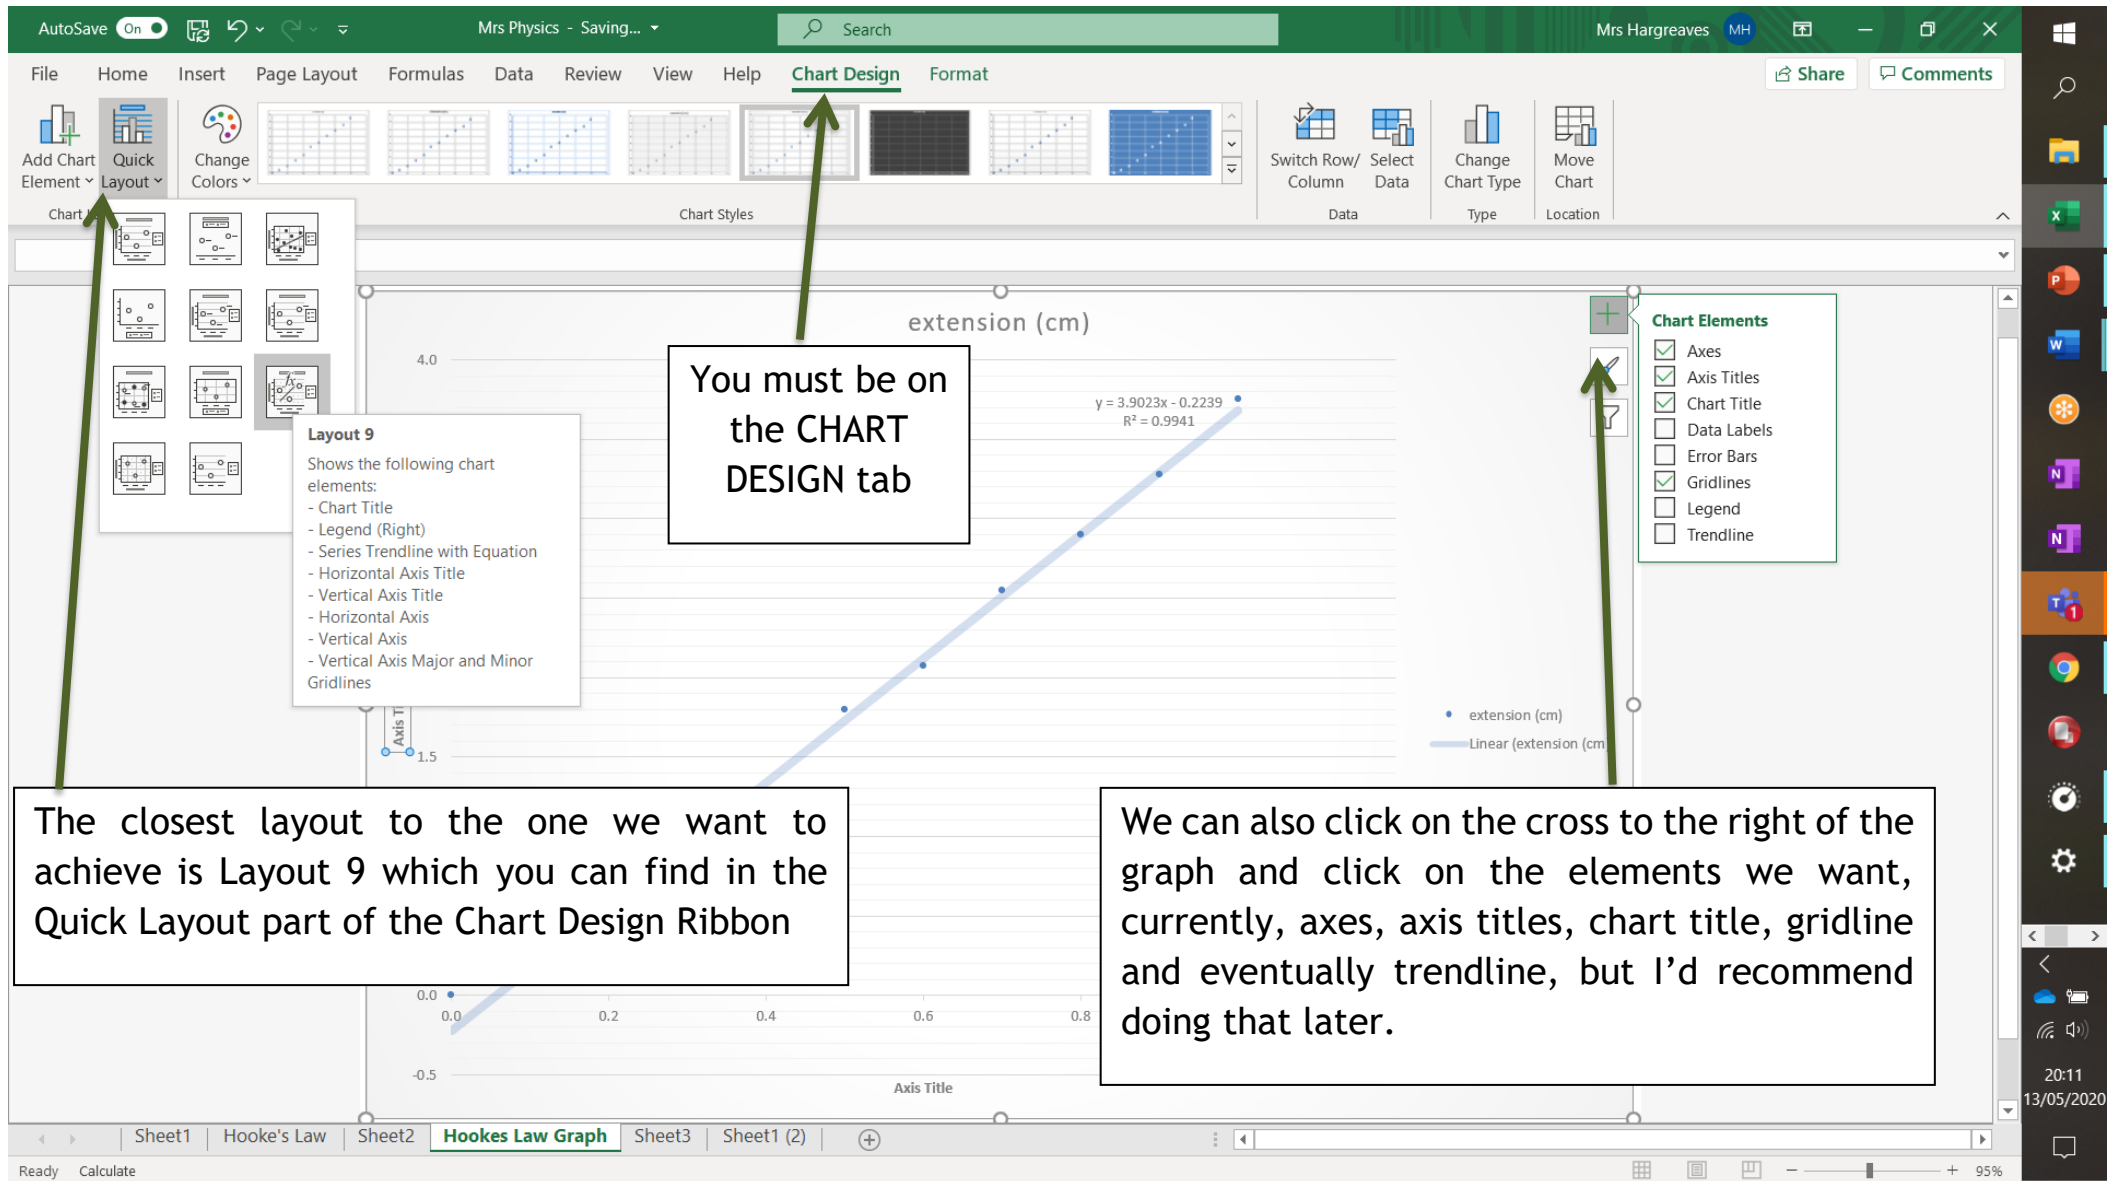 AutoSave On Mrs Physics - Saving... Search Mrs Hargreaves MH
File Home Insert Page Layout Formulas Data Review View Help Chart Design Format Share Comments
Add Chart Element Quick Layout Change Colors Switch Row/ Column Select Data Change Chart Type Move Chart
Chart Chart Styles Data Type Location
extension (cm)
4.0
y = 3.9023x - 0.2239
R² = 0.9941
You must be on
the CHART
DESIGN tab
Chart Elements
Axes
Axis Titles
Chart Title
Data Labels
Error Bars
Gridlines
Legend
Trendline
Layout 9
Shows the following chart
elements:
- Chart Title
- Legend (Right)
- Series Trendline with Equation
- Horizontal Axis Title
- Vertical Axis Title
- Horizontal Axis
- Vertical Axis
- Vertical Axis Major and Minor
Gridlines
Axis Ti
1.5
extension (cm)
Linear (extension (cm
The closest layout to the one we want to
achieve is Layout 9 which you can find in the
Quick Layout part of the Chart Design Ribbon
We can also click on the cross to the right of the
graph and click on the elements we want,
currently, axes, axis titles, chart title, gridline
and eventually trendline, but I’d recommend
doing that later.
0.0
0.0 0.2 0.4 0.6 0.8
-0.5
Axis Title
Sheet1 Hooke's Law Sheet2 Hookes Law Graph Sheet3 Sheet1 (2)
Ready Calculate 95%
20:11
13/05/2020